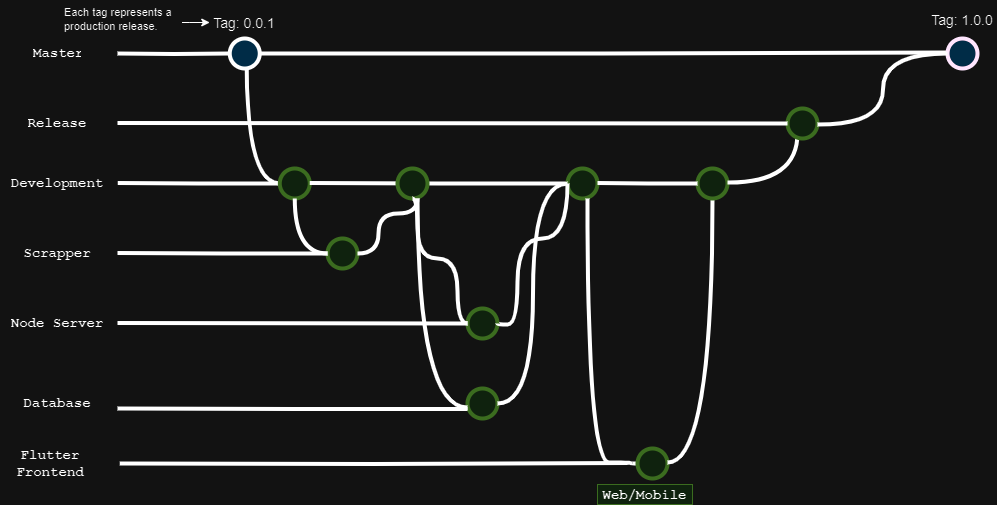 Each tag represents a
production release.
Tag: 0.0.1
Tag: 1.0.0
Master
Release
Development
Scrapper
Node Server
Database
Flutter
Frontend
Web/Mobile